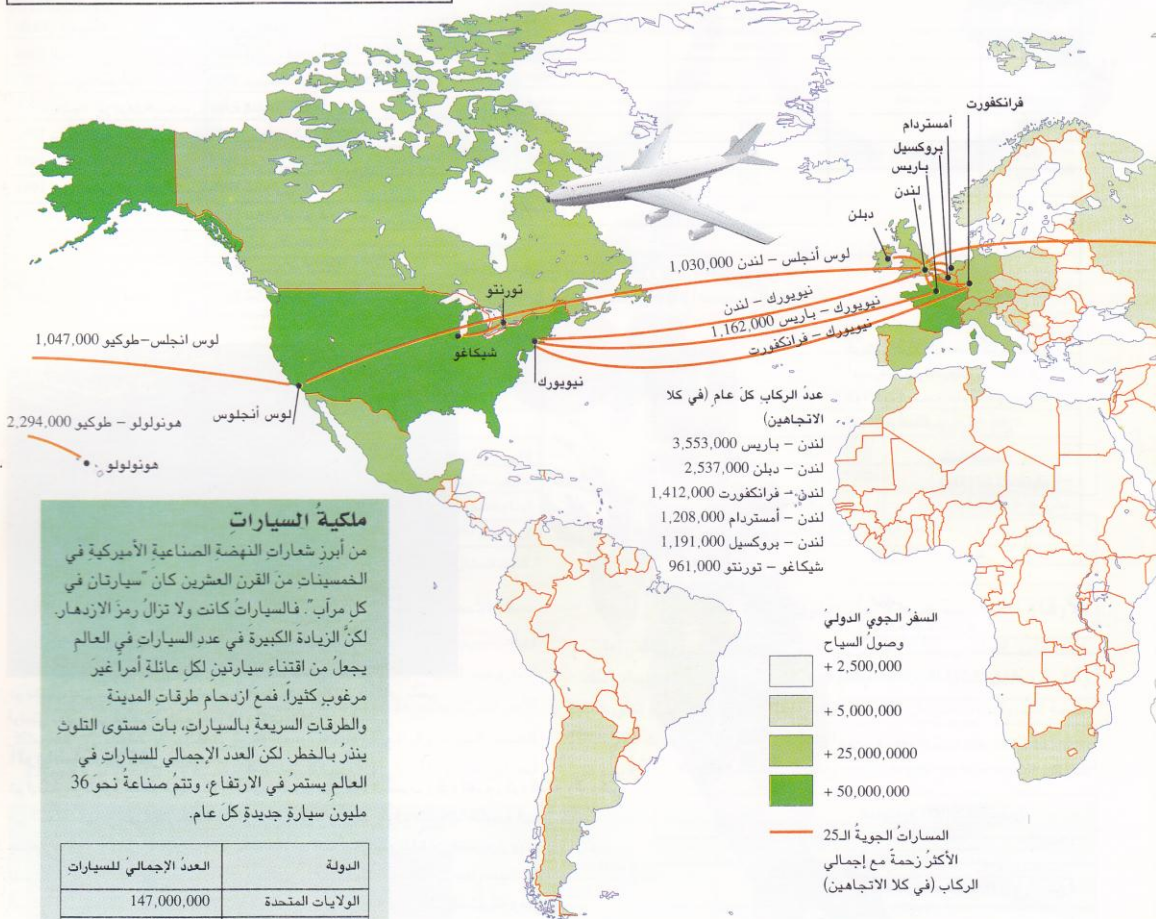 فرانكفورت
أمستردام
بروكسيل
باريس
لندن
دبلن
لوس أنجلس – لندن 1,030,000
نيويورك – لندن
نيويورك – باريس 1,162,000
نيويورك – فرانكفورت
تورنتو
شيكاغو
نيويورك
لوس انجلس–طوكيو 1,047,000
لوس أنجلوس
هونولولو – طوكيو 2,294,000
هونولولو
عددُ الركابِ كلَ عامٍ (في كلا
الاتجاهين)
لندن – باريس 3,553,000
لندن – دبلن 2,537,000
لندن – فرانكفورت 1,412,000
لندن – أمستردام 1,208,000
لندن – بروكسيل 1,191,000
شيكاغو – تورنتو 961,000
السفرُ الجويُ الدوليُ
وصولُ السياح
+ 2,500,000
+ 5,000,000
+ 25,000,0000
+ 50,000,000
المساراتُ الجويةُ الـ25
الأكثرُ زحمةً مع إجمالي
الركاب (في كلا الاتجاهين)
ملكيةُ السياراتِ
من أبرزِ شعاراتِ النهضةِ الصناعيةِ الأميركيةِ في
الخمسيناتِ منَ القرنِ العشرين كانَ "سيارتان في
كلِ مرآب". فالسياراتُ كانت ولا تزالُ رمزَ الازدهار.
لكنَّ الزيادةَ الكبيرةَ في عددِ السياراتِ في العالمِ
يجعلُ من اقتناءِ سيارتينِ لكلِ عائلةٍ أمراً غيرَ
مرغوبٍ كثيراً. فمعَ ازدحامِ طرقاتِ المدينةِ
والطرقاتِ السريعةِ بالسياراتِ، باتَ مستوى التلوثِ
ينذرُ بالخطر. لكنَ العددَ الإجماليَ للسياراتِ في
العالمِ يستمرُ في الارتفاعِ، وتتمُ صناعةُ نحوَ 36
مليون سيارةٍ جديدةٍ كلَ عام.
الدولة العددُ الإجماليُ للسيارات
الولايات المتحدة 147,000,000